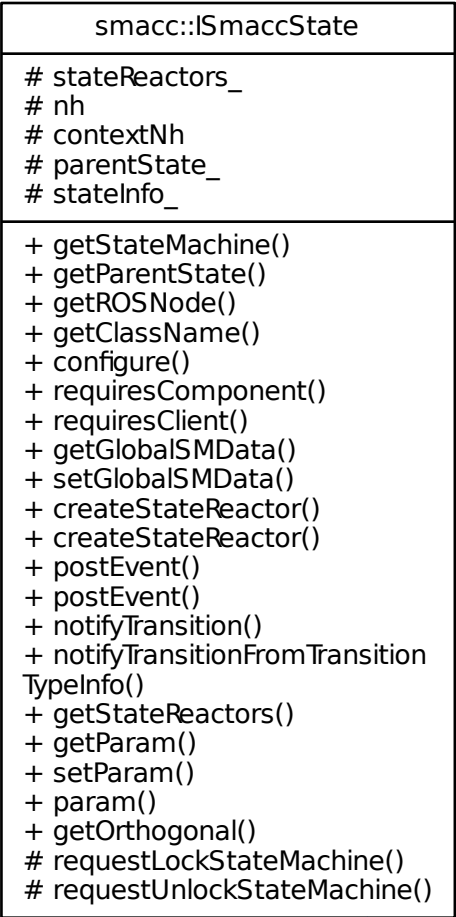 smacc::ISmaccState
# stateReactors_
# nh
# contextNh
# parentState_
# stateInfo_
+ getStateMachine()
+ getParentState()
+ getROSNode()
+ getClassName()
+ configure()
+ requiresComponent()
+ requiresClient()
+ getGlobalSMData()
+ setGlobalSMData()
+ createStateReactor()
+ createStateReactor()
+ postEvent()
+ postEvent()
+ notifyTransition()
+ notifyTransitionFromTransition
TypeInfo()
+ getStateReactors()
+ getParam()
+ setParam()
+ param()
+ getOrthogonal()
# requestLockStateMachine()
# requestUnlockStateMachine()